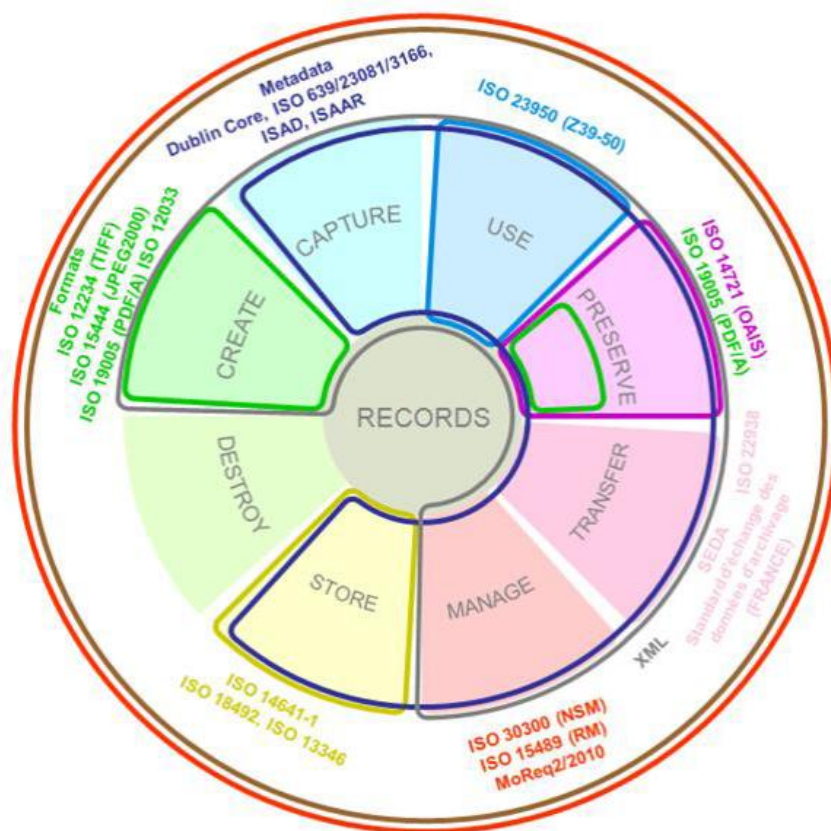 Metadata
Dublin Core, ISO 639/23081/3166,
ISAD, ISAAR
ISO 23950 (Z39-50)
Formats
ISO 12234 (TIFF)
ISO 15444 (JPEG2000)
ISO 19005 (PDF/A) ISO 12033
CAPTURE
USE
ISO 14721 (OAIS)
ISO 19005 (PDF/A)
CREATE
PRESERVE
RECORDS
DESTROY
TRANSFER
ISO 22938
SEDA
Standard d'échange des
données d'archivage
(FRANCE)
STORE
MANAGE
XML
ISO 14641-1
ISO 18492, ISO 13346
ISO 30300 (NSM)
ISO 15489 (RM)
MoReq2/2010